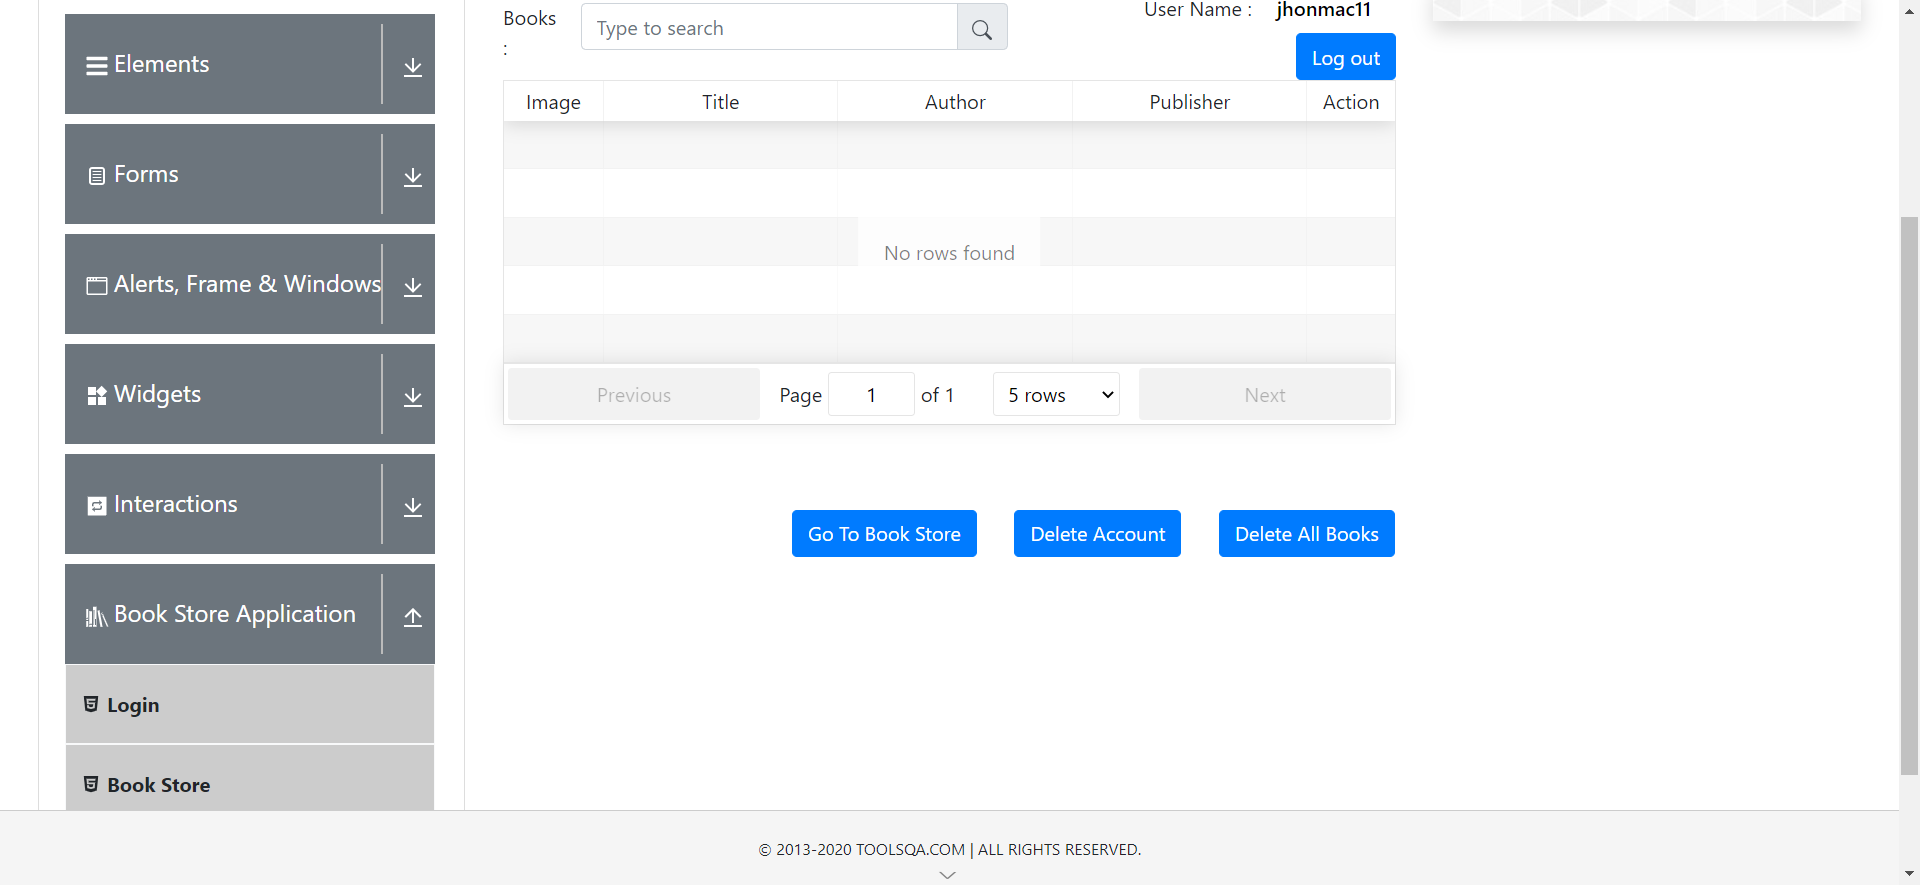 Elements
Forms
Alerts, Frame & Windows
Widgets
Interactions
Book Store Application
Login
Book Store
Books
:
Type to search
User Name : jhonmac11
Log out
Image Title Author Publisher Action
No rows found
Previous Page 1 of 1 5 rows Next
Go To Book Store Delete Account Delete All Books
© 2013-2020 TOOLSQA.COM | ALL RIGHTS RESERVED.